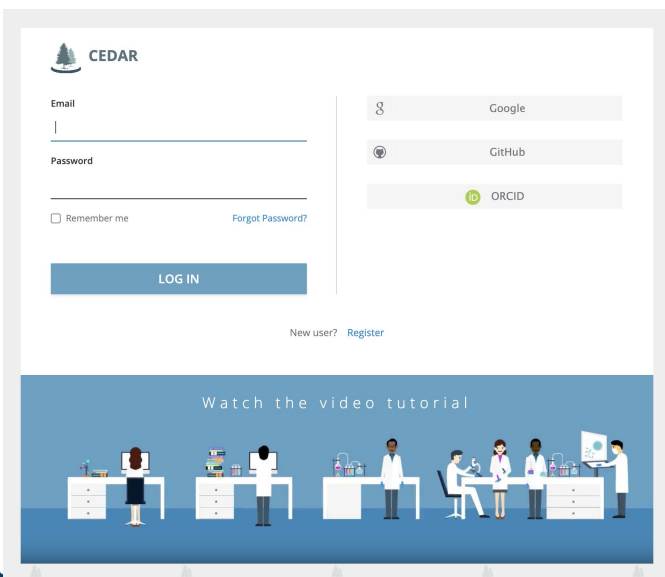 CEDAR
Email
Password
Remember me
Forgot Password?
LOG IN
Google
GitHub
iD ORCID
New user? Register
Watch the video tutorial